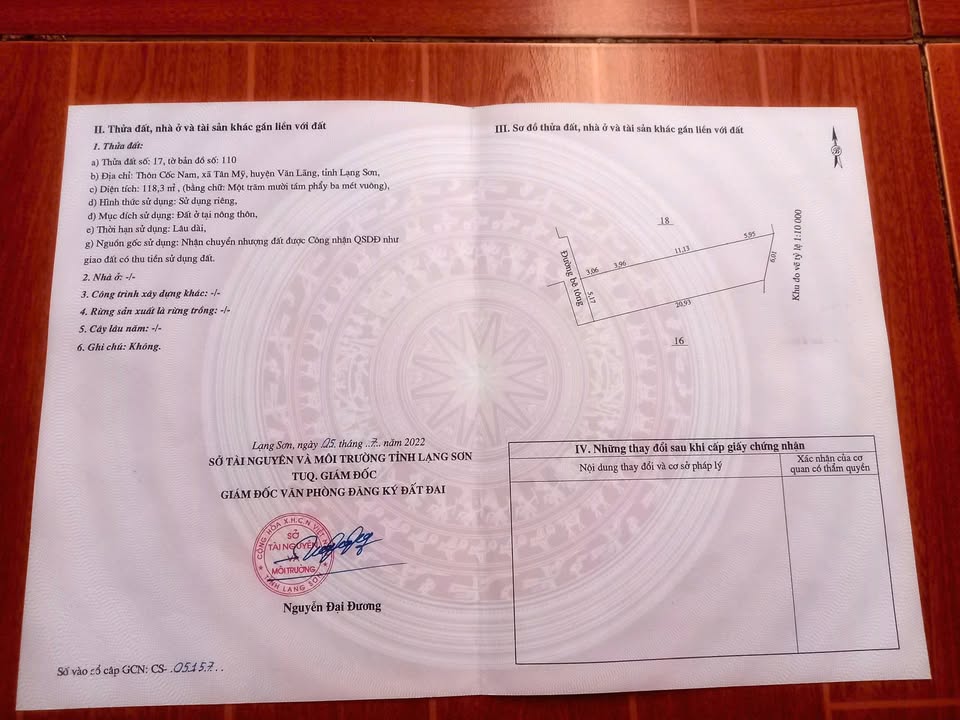 II. Thửa đất, nhà ở và tài sản khác gắn liền với đất
1. Thửa đất:
a) Thửa đất số: 17, tờ bản đồ số: 110
b) Địa chỉ: Thôn Cốc Nam, xã Tân Mỹ, huyện Văn Lãng, tỉnh Lạng Sơn,
c) Diện tích: 118,3 m², (bằng chữ: Một trăm mười tám phẩy ba mét vuông),
d) Hình thức sử dụng: Sử dụng riêng,
đ) Mục đích sử dụng: Đất ở tại nông thôn,
e) Thời hạn sử dụng: Lâu dài,
g) Nguồn gốc sử dụng: Nhận chuyển nhượng đất được Công nhận QSDĐ như
giao đất có thu tiền sử dụng đất.
2. Nhà ở: -/-
3. Công trình xây dựng khác: -/-
4. Rừng sản xuất là rừng trồng: -/-
5. Cây lâu năm: -/-
6. Ghi chú: Không.
Lạng Sơn, ngày 05 tháng ..7.. năm 2022
SỞ TÀI NGUYÊN VÀ MÔI TRƯỜNG TỈNH LẠNG SƠN
TUQ. GIÁM ĐỐC
GIÁM ĐỐC VĂN PHÒNG ĐĂNG KÝ ĐẤT ĐAI
CỘNG HÒA X.H.C.N VIỆT NAM
SỞ
TÀI NGUYÊN
VÀ
MÔI TRƯỜNG
TỈNH LẠNG SƠN
Nguyễn Đại Dương
Số vào sổ cấp GCN: CS- .05157..
III. Sơ đồ thửa đất, nhà ở và tài sản khác gắn liền với đất
B
18
Đường bê tông
3,06
3,96
11,13
5,95
6,01
5,17
20,93
16
Khu đo vẽ tỷ lệ 1:10 000
IV. Những thay đổi sau khi cấp giấy chứng nhận
Nội dung thay đổi và cơ sở pháp lý
Xác nhận của cơ
quan có thẩm quyền